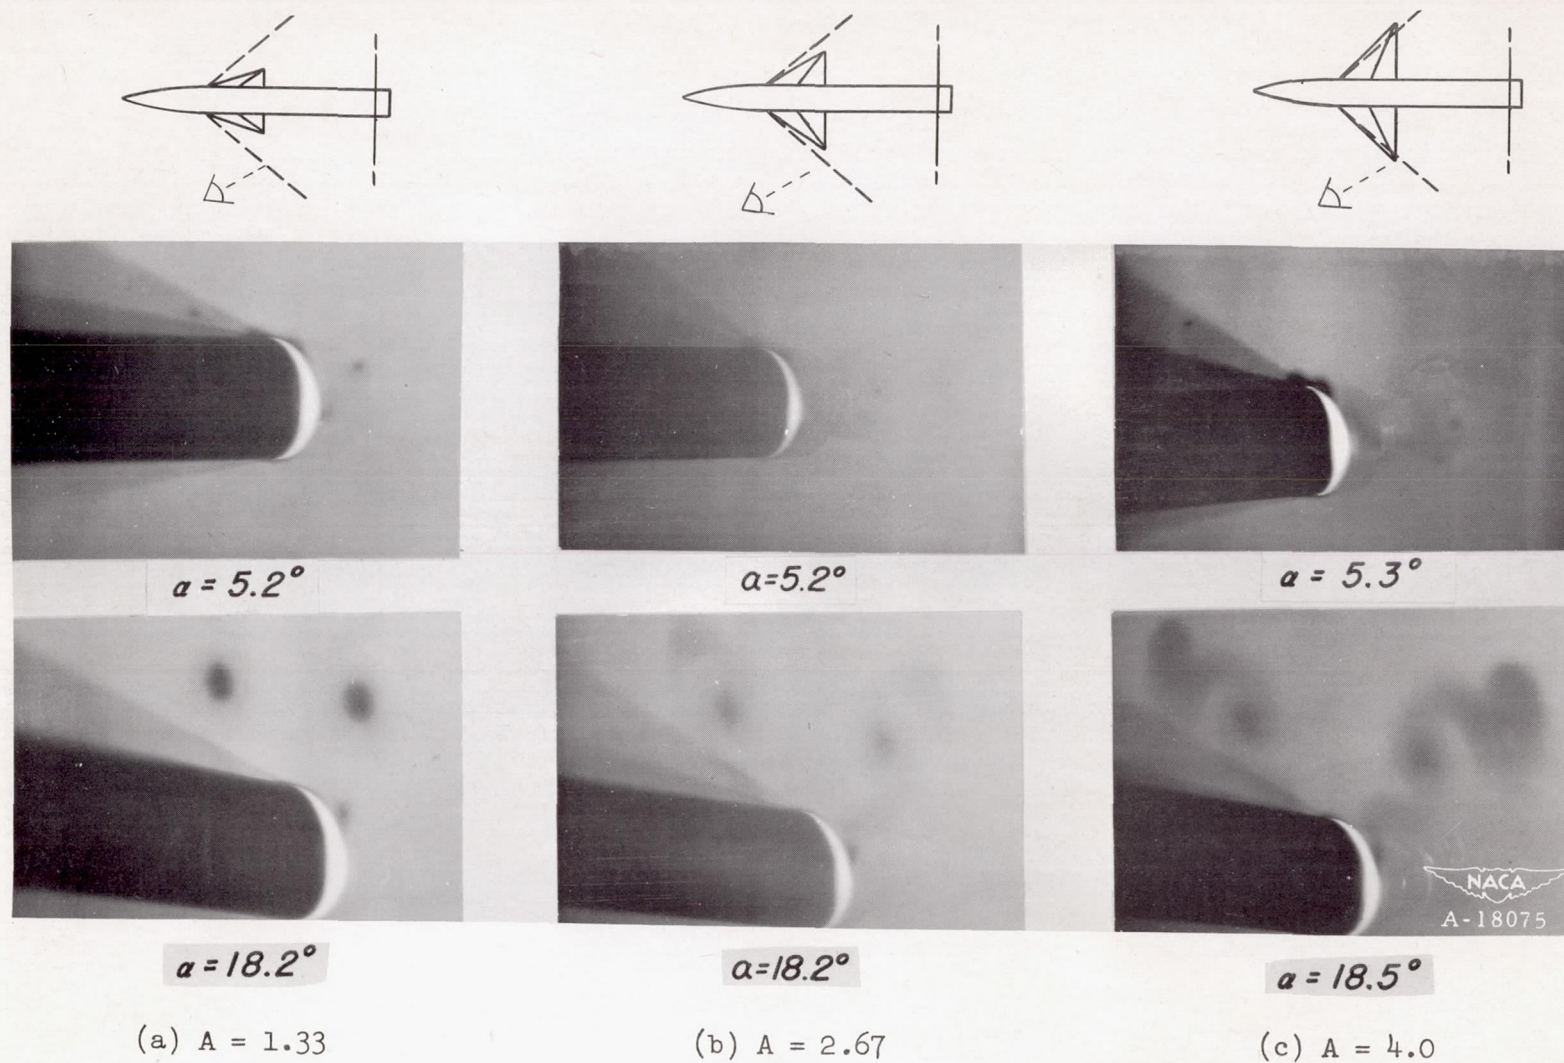 α = 5.2°
α=5.2°
α = 5.3°
NACA
A-18075
α = 18.2°
α=18.2°
α = 18.5°
(a) A = 1.33
(b) A = 2.67
(c) A = 4.0